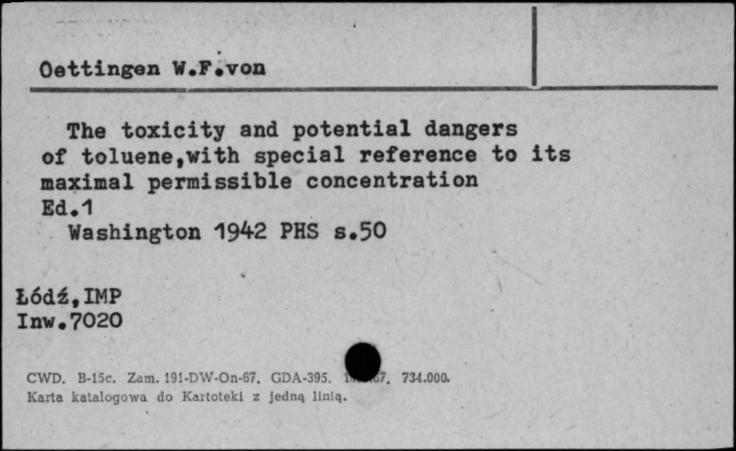 Oettingen W.F.von
The toxicity and potential dangers
of toluene,with special reference to its
maximal permissible concentration
Ed.1
Washington 1942 PHS s.50
Łódź,IMP
Inw.7020
CWD. B-15c. Zam. 191-DW-On-67. GDA-395. 734.000.
Karta katalogowa do Kartoteki z jedną linią.